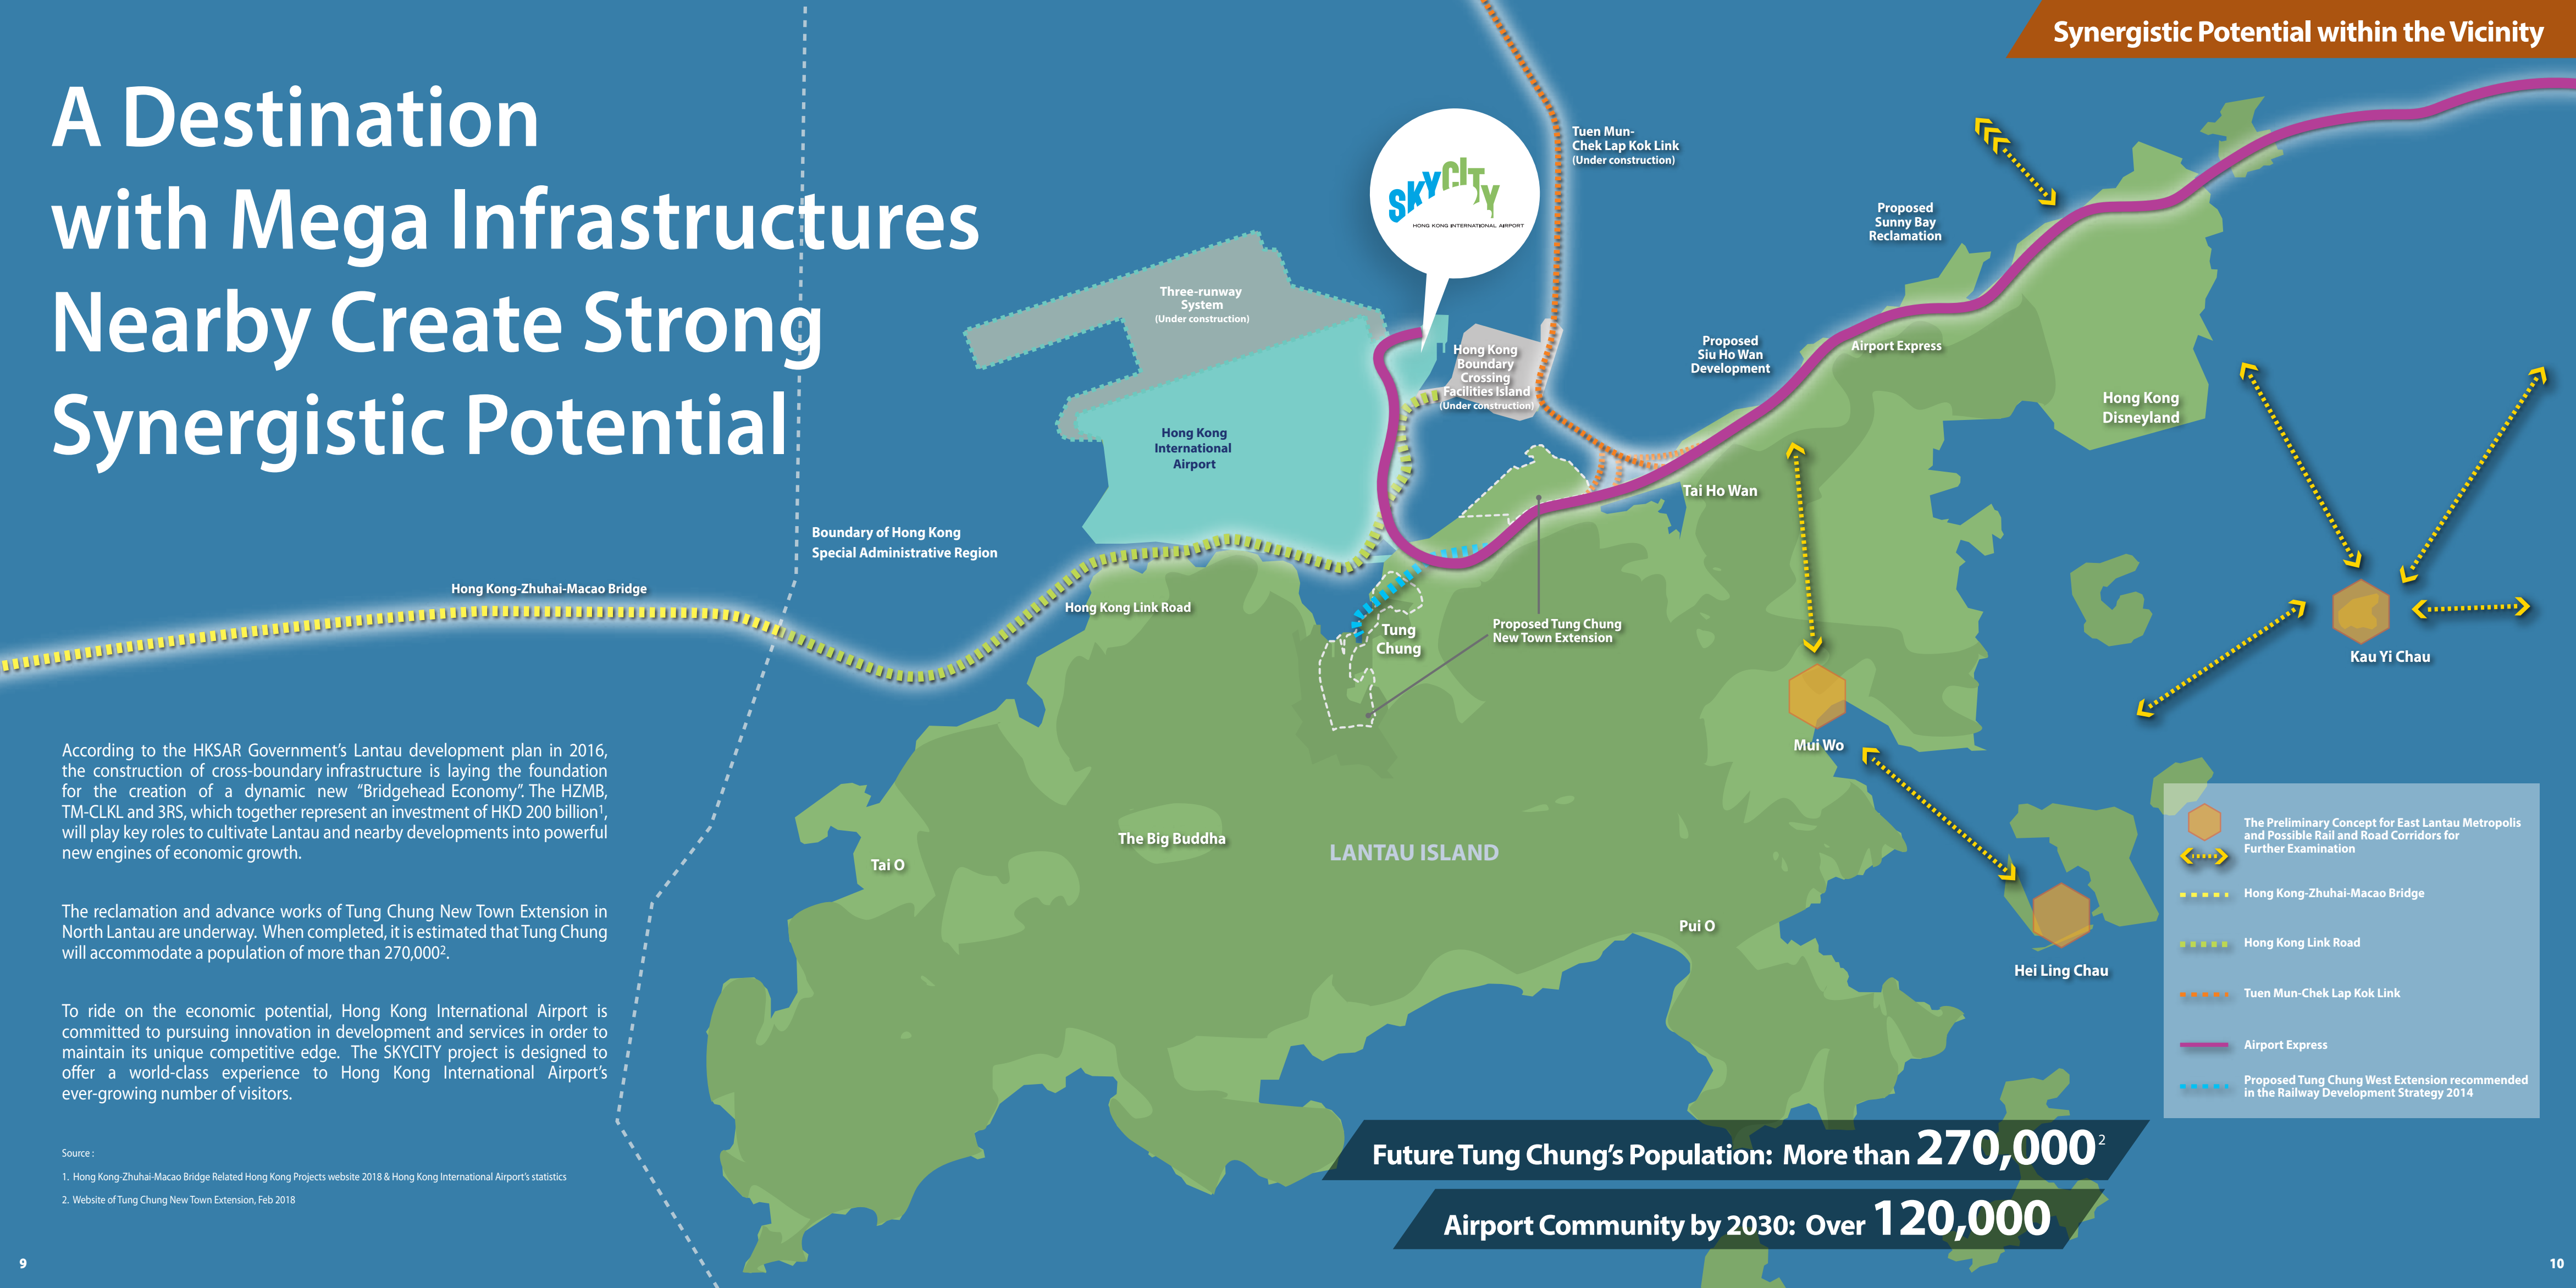 Synergistic Potential within the Vicinity
A Destination
with Mega Infrastructures
Nearby Create Strong
Synergistic Potential
Tuen Mun-
Chek Lap Kok Link
(Under construction)
SKYCITY
HONG KONG INTERNATIONAL AIRPORT
Proposed
Sunny Bay
Reclamation
Three-runway
System
(Under construction)
Hong Kong
Boundary
Crossing
Facilities Island
(Under construction)
Proposed
Siu Ho Wan
Development
Airport Express
Hong Kong
Disneyland
Hong Kong
International
Airport
Tai Ho Wan
Boundary of Hong Kong
Special Administrative Region
Hong Kong-Zhuhai-Macao Bridge
Hong Kong Link Road
Tung
Chung
Proposed Tung Chung
New Town Extension
Kau Yi Chau
Mui Wo
The Big Buddha
LANTAU ISLAND
Tai O
Pui O
Hei Ling Chau
According to the HKSAR Government's Lantau development plan in 2016,
the construction of cross-boundary infrastructure is laying the foundation
for the creation of a dynamic new “Bridgehead Economy”. The HZMB,
TM-CLKL and 3RS, which together represent an investment of HKD 200 billion¹,
will play key roles to cultivate Lantau and nearby developments into powerful
new engines of economic growth.
The reclamation and advance works of Tung Chung New Town Extension in
North Lantau are underway. When completed, it is estimated that Tung Chung
will accommodate a population of more than 270,000².
To ride on the economic potential, Hong Kong International Airport is
committed to pursuing innovation in development and services in order to
maintain its unique competitive edge. The SKYCITY project is designed to
offer a world-class experience to Hong Kong International Airport's
ever-growing number of visitors.
Source :
1. Hong Kong-Zhuhai-Macao Bridge Related Hong Kong Projects website 2018 & Hong Kong International Airport's statistics
2. Website of Tung Chung New Town Extension, Feb 2018
The Preliminary Concept for East Lantau Metropolis
and Possible Rail and Road Corridors for
Further Examination
Hong Kong-Zhuhai-Macao Bridge
Hong Kong Link Road
Tuen Mun-Chek Lap Kok Link
Airport Express
Proposed Tung Chung West Extension recommended
in the Railway Development Strategy 2014
Future Tung Chung's Population: More than 270,000²
Airport Community by 2030: Over 120,000
9
10